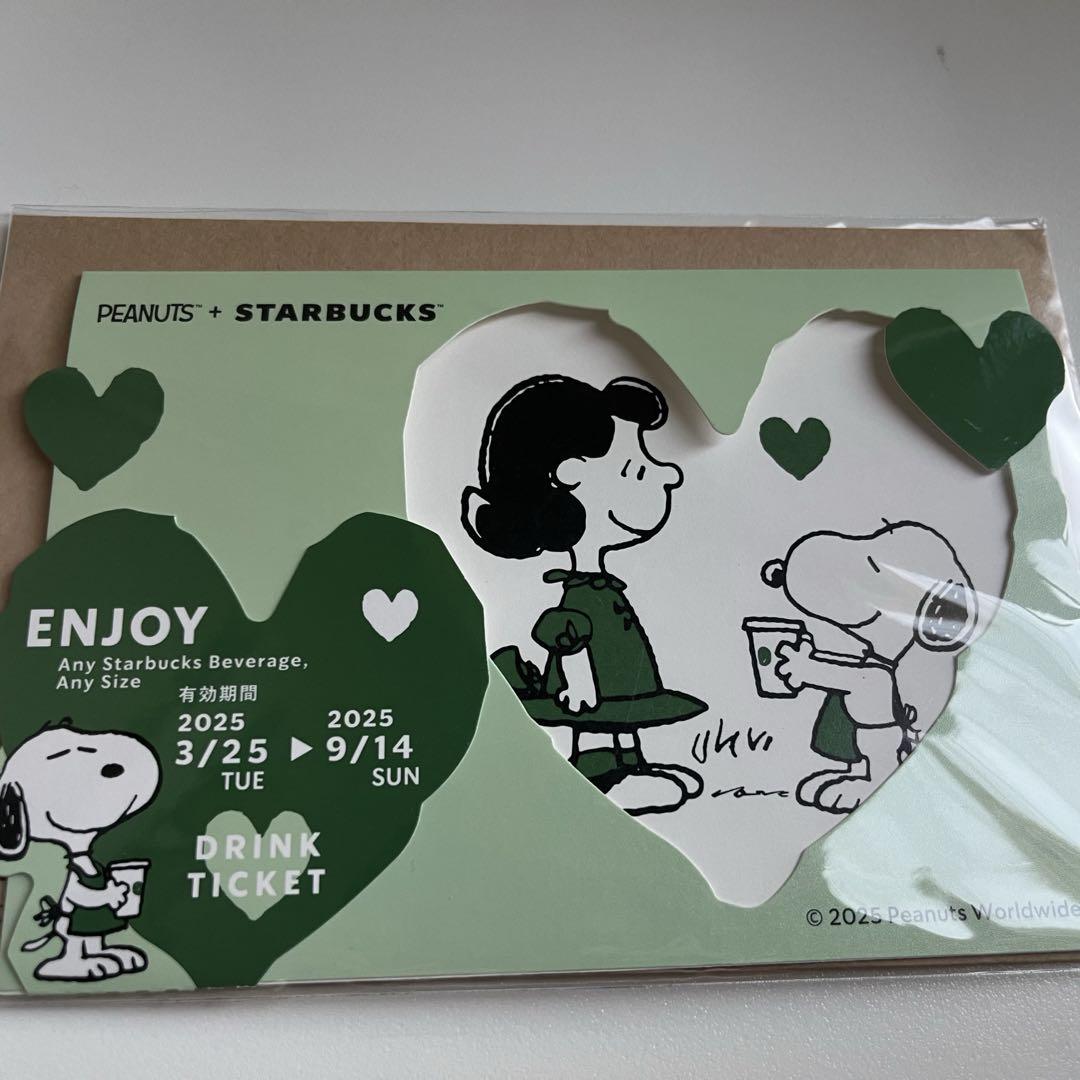 PEANUTS™ + STARBUCKS™
ENJOY
Any Starbucks Beverage,
Any Size
有効期間
2025 2025
3/25 ▶ 9/14
TUE SUN
DRINK
TICKET
© 2025 Peanuts Worldwide